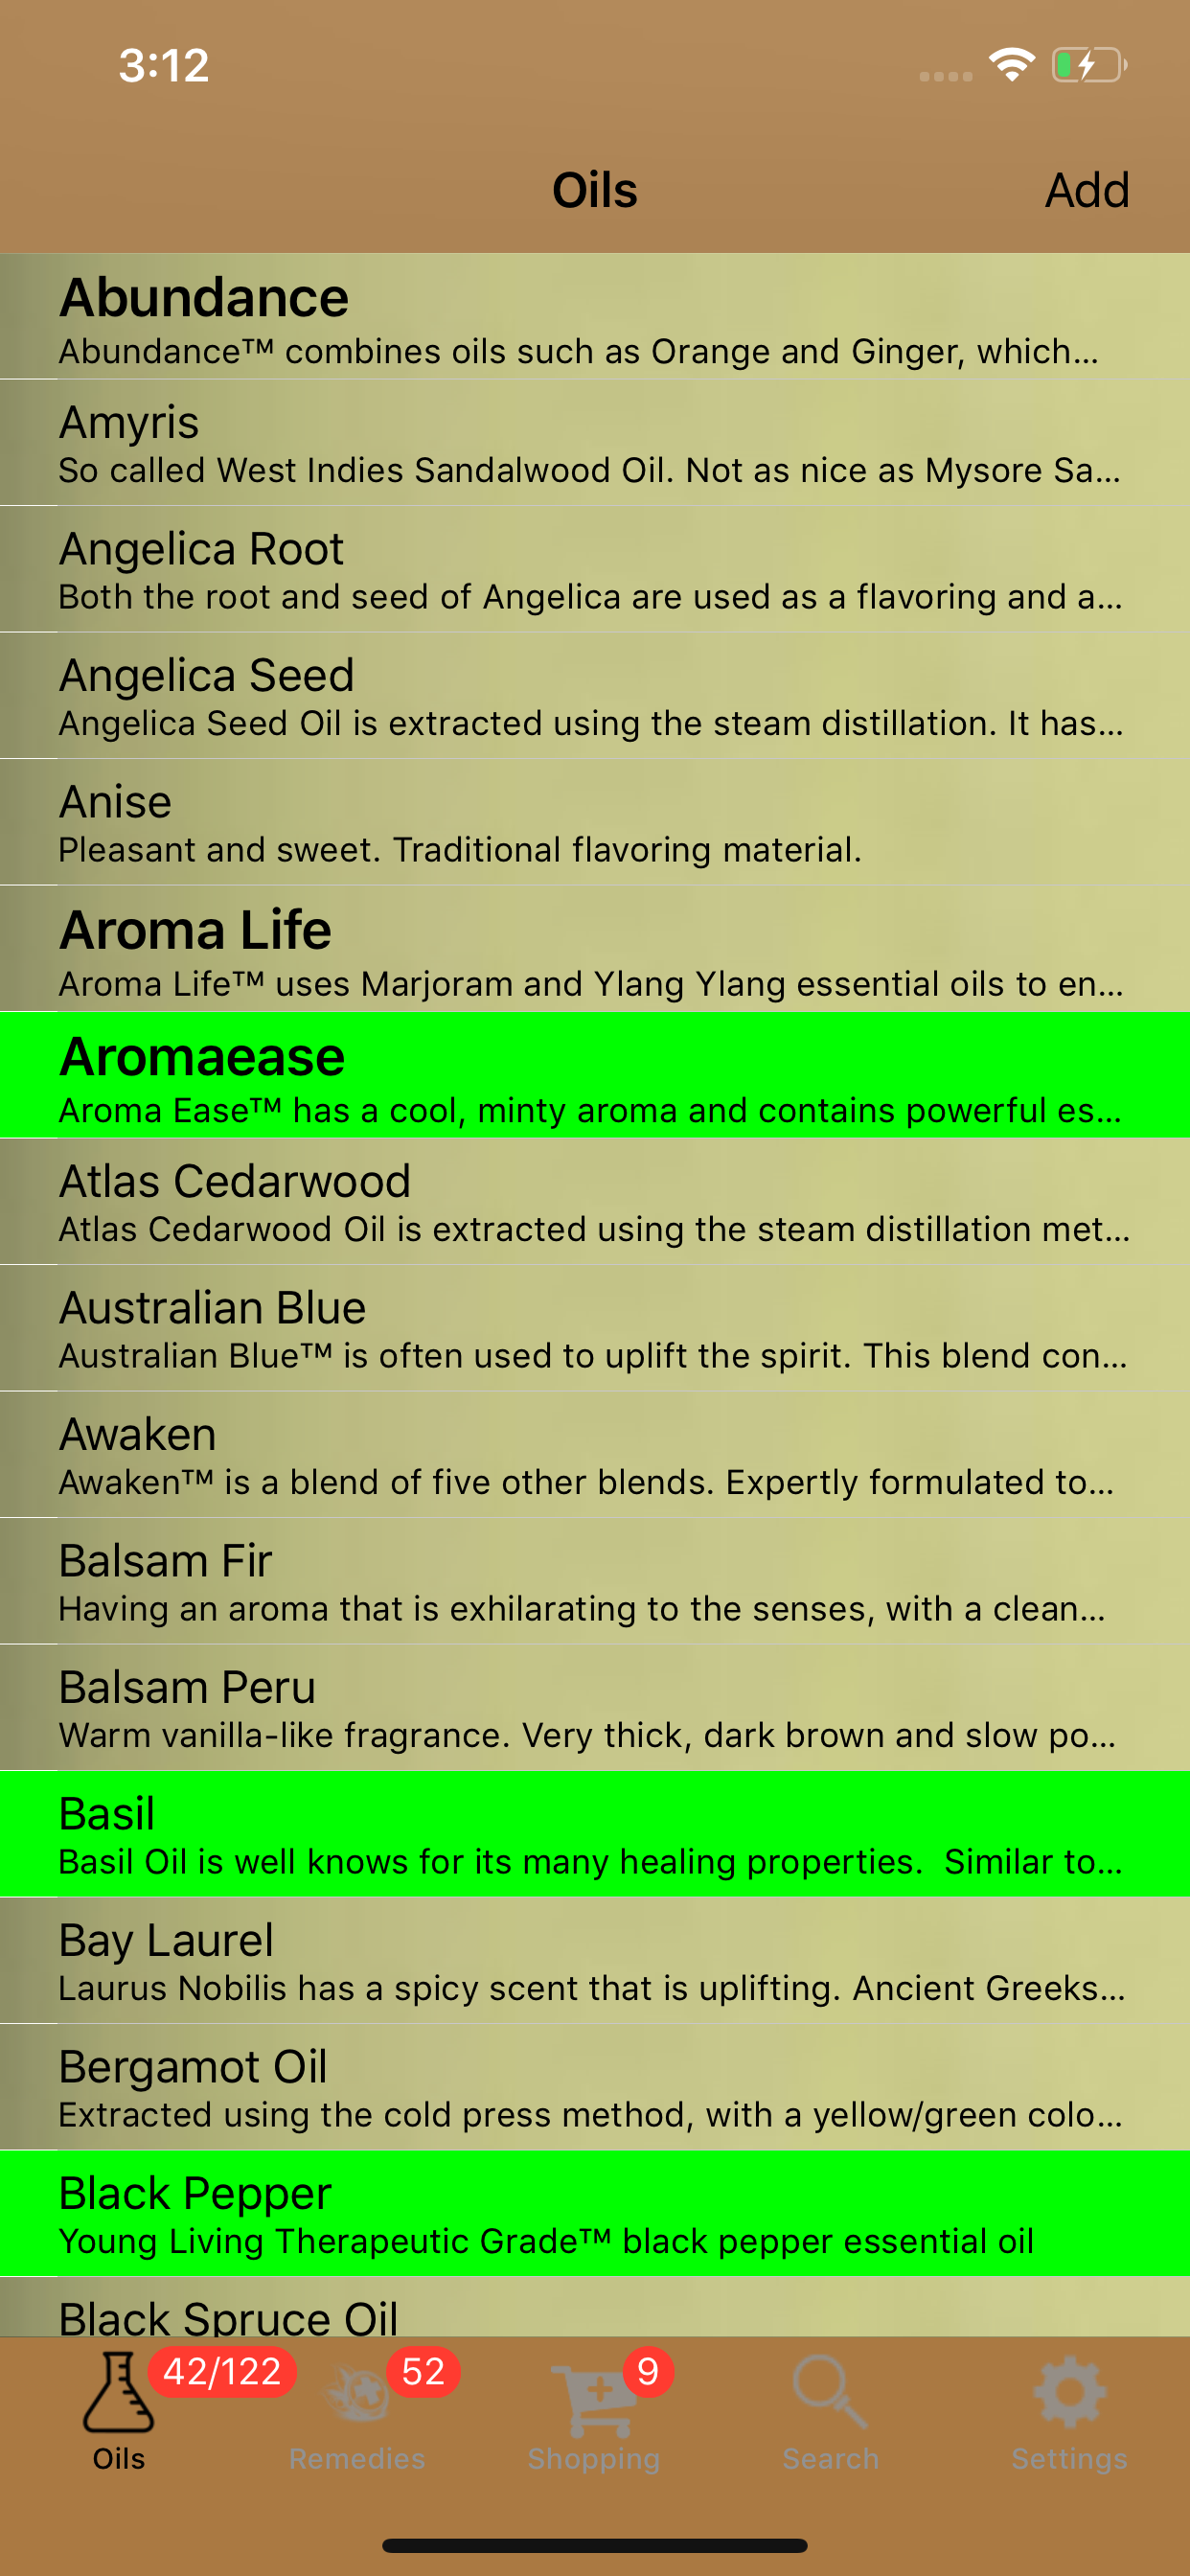 3:12
Oils
Add
Abundance
Abundance™ combines oils such as Orange and Ginger, which...
Amyris
So called West Indies Sandalwood Oil. Not as nice as Mysore Sa...
Angelica Root
Both the root and seed of Angelica are used as a flavoring and a...
Angelica Seed
Angelica Seed Oil is extracted using the steam distillation. It has...
Anise
Pleasant and sweet. Traditional flavoring material.
Aroma Life
Aroma Life™ uses Marjoram and Ylang Ylang essential oils to en...
Aromaease
Aroma Ease™ has a cool, minty aroma and contains powerful es...
Atlas Cedarwood
Atlas Cedarwood Oil is extracted using the steam distillation met...
Australian Blue
Australian Blue™ is often used to uplift the spirit. This blend con...
Awaken
Awaken™ is a blend of five other blends. Expertly formulated to...
Balsam Fir
Having an aroma that is exhilarating to the senses, with a clean...
Balsam Peru
Warm vanilla-like fragrance. Very thick, dark brown and slow po...
Basil
Basil Oil is well knows for its many healing properties.  Similar to...
Bay Laurel
Laurus Nobilis has a spicy scent that is uplifting. Ancient Greeks...
Bergamot Oil
Extracted using the cold press method, with a yellow/green colo...
Black Pepper
Young Living Therapeutic Grade™ black pepper essential oil
Black Spruce Oil
42/122
52
9
Oils
Remedies
Shopping
Search
Settings